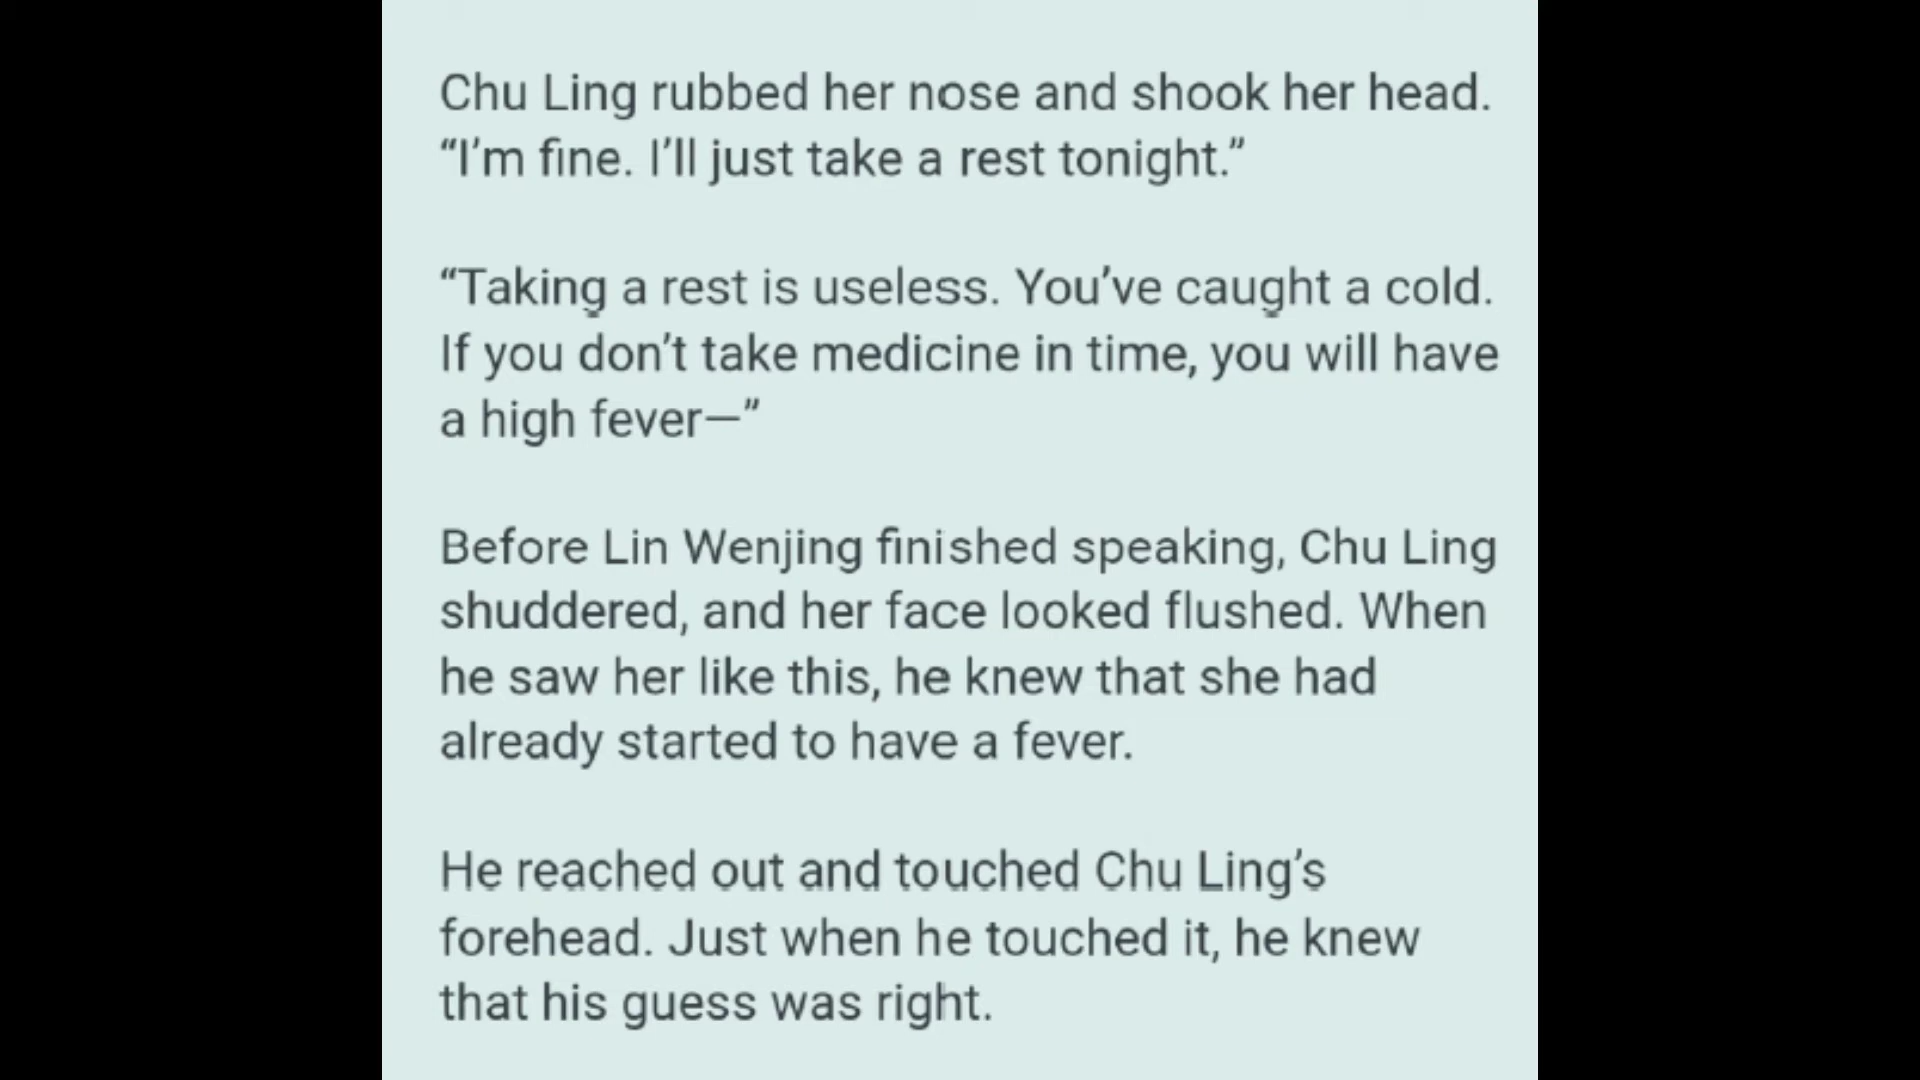 Chu Ling rubbed her nose and shook her head.
“I’m fine. I’ll just take a rest tonight.”
“Taking a rest is useless. You’ve caught a cold.
If you don’t take medicine in time, you will have
a high fever—”
Before Lin Wenjing finished speaking, Chu Ling
shuddered, and her face looked flushed. When
he saw her like this, he knew that she had
already started to have a fever.
He reached out and touched Chu Ling’s
forehead. Just when he touched it, he knew
that his guess was right.